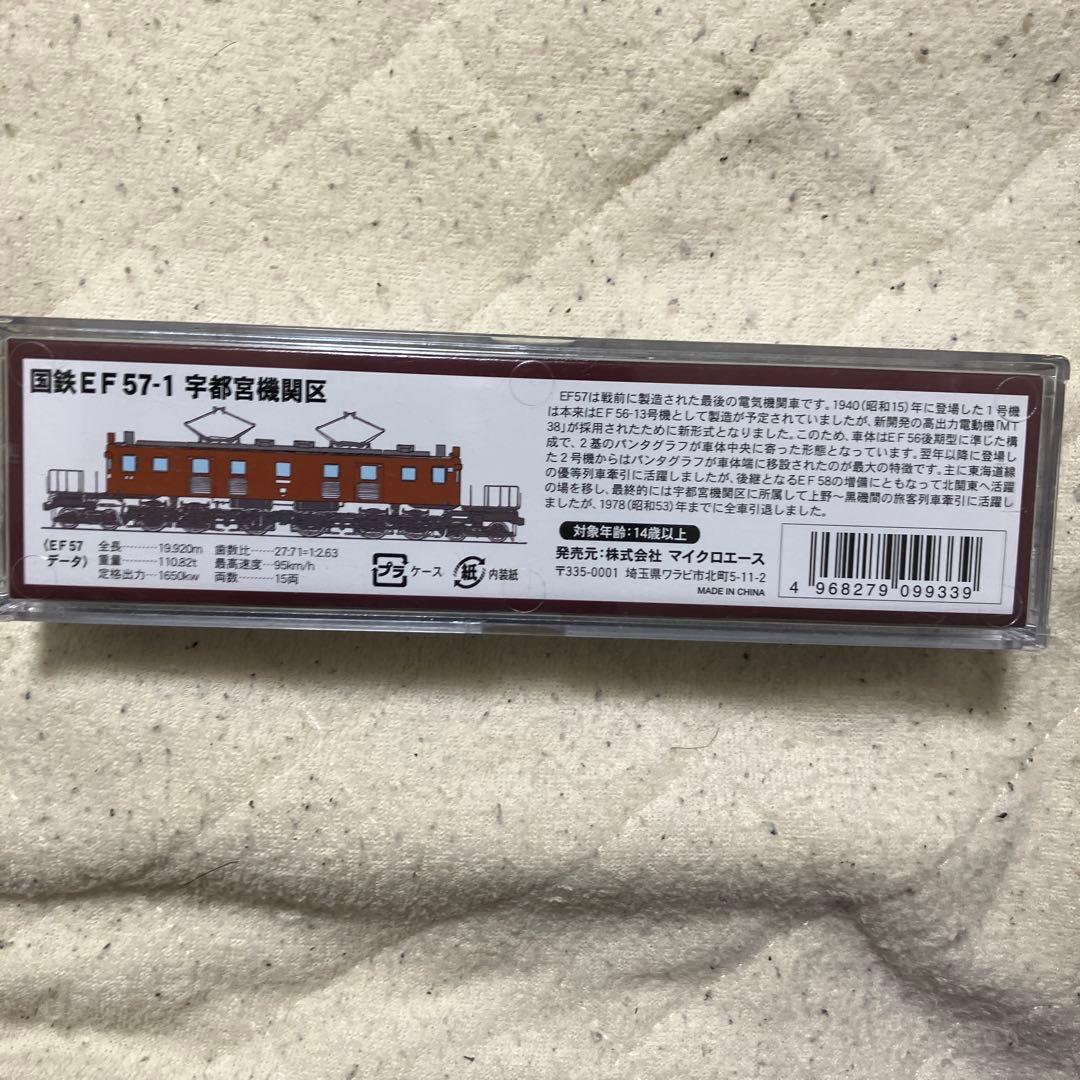 国鉄EF57-1 宇都宮機関区
EF57は戦前に製造された最後の電気機関車です。1940(昭和15)年に登場した1号機
は本来はEF56-13号機として製造が予定されていましたが、新開発の高出力電動機「MT
38」が採用されたために新形式となりました。このため、車体はEF56後期型に準じた構
成で、2基のパンタグラフが車体中央に寄った形態となっています。翌年以降に登場し
た2号機からはパンタグラフが車体端に移設されたのが最大の特徴です。主に東海道線
の優等列車牽引に活躍しましたが、後継となるEF58の増備にともなって北関東へ活躍
の場を移し、最終的には宇都宮機関区に所属して上野~黒磯間の旅客列車牽引に活躍し
ましたが、1978(昭和53)年までに全車引退しました。
〈EF57
データ〉
全長…………19.920m
重量…………110.82t
定格出力…1650kw
歯数比……27:71=1:2.63
最高速度…95km/h
両数………15両
プラ ケース
紙 内装紙
対象年齢:14歳以上
発売元:株式会社 マイクロエース
〒335-0001 埼玉県ワラビ市北町5-11-2
MADE IN CHINA
4 968279 099339